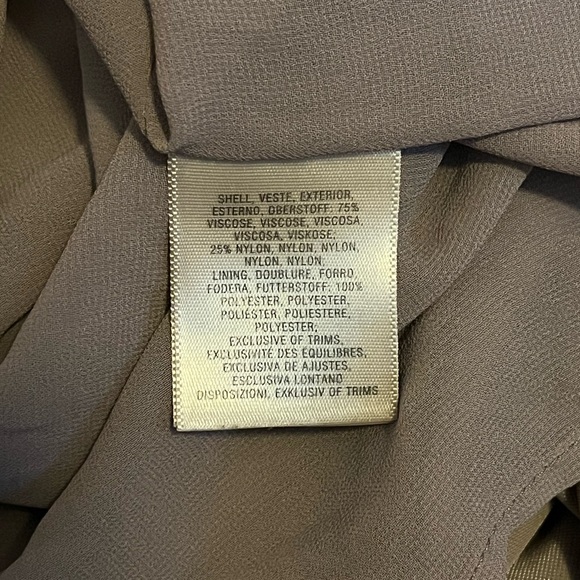 SHELL, VESTE, EXTERIOR,
ESTERNO, OBERSTOFF: 75%
VISCOSE, VISCOSE, VISCOSA,
VISCOSA, VISKOSE;
25% NYLON, NYLON, NYLON,
NYLON, NYLON.
LINING, DOUBLURE, FORRO,
FODERA, FUTTERSTOFF: 100%
POLYESTER, POLYESTER,
POLIÉSTER, POLIESTERE,
POLYESTER;
EXCLUSIVE OF TRIMS,
EXCLUSIVITÉ DES ÉQUILIBRES,
EXCLUSIVA DE AJUSTES,
ESCLUSIVA LONTANO
DISPOSIZIONI, EXKLUSIV OF TRIMS